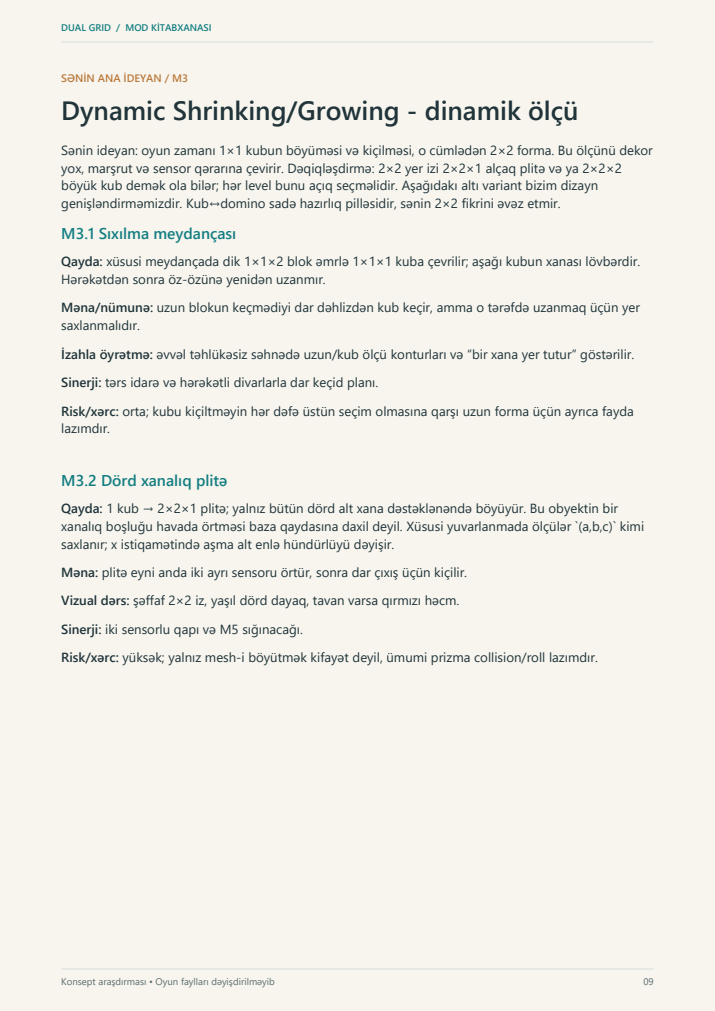 DUAL GRID / MOD KİTABXANASI
SƏNİN ANA İDEYAN / M3
Dynamic Shrinking/Growing - dinamik ölçü
Sənin ideyan: oyun zamanı 1×1 kubun böyüməsi və kiçilməsi, o cümlədən 2×2 forma. Bu ölçünü dekor
yox, marşrut və sensor qərarına çevirir. Dəqiqləşdirmə: 2×2 yer izi 2×2×1 alçaq plitə və ya 2×2×2
böyük kub demək ola bilər; hər level bunu açıq seçməlidir. Aşağıdakı altı variant bizim dizayn
genişləndirməmizdir. Kub↔domino sadə hazırlıq pilləsidir, sənin 2×2 fikrini əvəz etmir.
M3.1 Sıxılma meydançası
Qayda: xüsusi meydançada dik 1×1×2 blok əmrlə 1×1×1 kuba çevrilir; aşağı kubun xanası lövbərdir.
Hərəkətdən sonra öz-özünə yenidən uzanmır.
Məna/nümunə: uzun blokun keçmədiyi dar dəhlizdən kub keçir, amma o tərəfdə uzanmaq üçün yer
saxlanmalıdır.
İzahla öyrətmə: əvvəl təhlükəsiz səhnədə uzun/kub ölçü konturları və “bir xana yer tutur” göstərilir.
Sinerji: tərs idarə və hərəkətli divarlarla dar keçid planı.
Risk/xərc: orta; kubu kiçiltməyin hər dəfə üstün seçim olmasına qarşı uzun forma üçün ayrıca fayda
lazımdır.
M3.2 Dörd xanalıq plitə
Qayda: 1 kub → 2×2×1 plitə; yalnız bütün dörd alt xana dəstəklənəndə böyüyür. Bu obyektin bir
xanalıq boşluğu havada örtməsi baza qaydasına daxil deyil. Xüsusi yuvarlanmada ölçülər `(a,b,c)` kimi
saxlanır; x istiqamətində aşma alt enlə hündürlüyü dəyişir.
Məna: plitə eyni anda iki ayrı sensoru örtür, sonra dar çıxış üçün kiçilir.
Vizual dərs: şəffaf 2×2 iz, yaşıl dörd dayaq, tavan varsa qırmızı həcm.
Sinerji: iki sensorlu qapı və M5 sığınacağı.
Risk/xərc: yüksək; yalnız mesh-i böyütmək kifayət deyil, ümumi prizma collision/roll lazımdır.
Konsept araşdırması • Oyun faylları dəyişdirilməyib
09